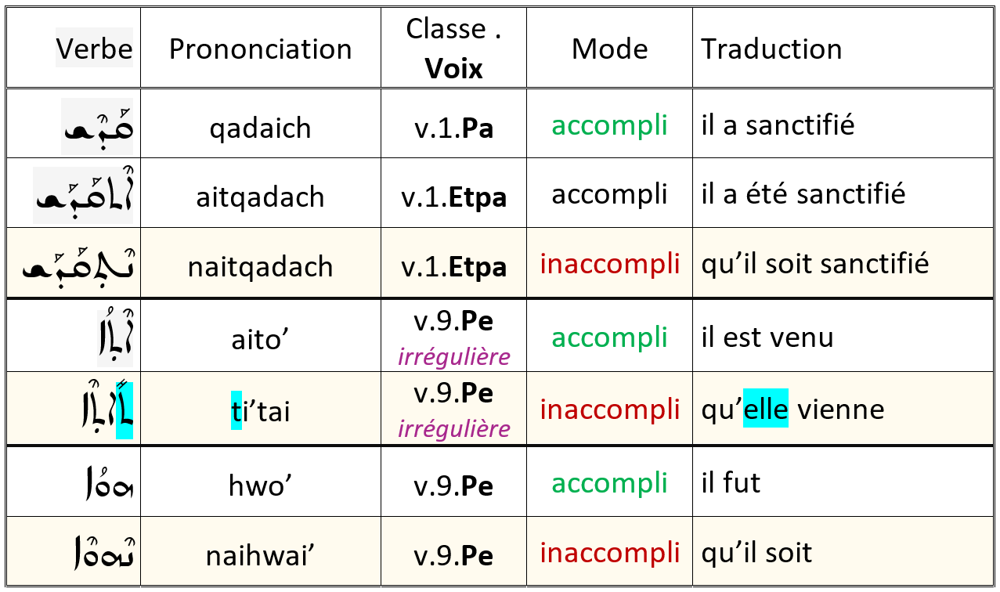 Verbe Prononciation Classe . Mode Traduction
Voix
ܩܰܕܶܫ qadaich v.1.Pa accompli il a sanctifié
ܐܶܬܩܰܕܰܫ aitqadach v.1.Etpa accompli il a été sanctifié
ܢܶܬ݂ܩܰܕܰܫ naitqadach v.1.Etpa inaccompli qu’il soit sanctifié
ܐܶܬ݂ܳܐ aito’ v.9.Pe accompli il est venu
irrégulière
ܬܺܐܬ݂ܶܐ ti’tai v.9.Pe inaccompli qu’elle vienne
irrégulière
ܗܘܳܐ hwo’ v.9.Pe accompli il fut
ܢܶܗܘܶܐ naihwai’ v.9.Pe inaccompli qu’il soit